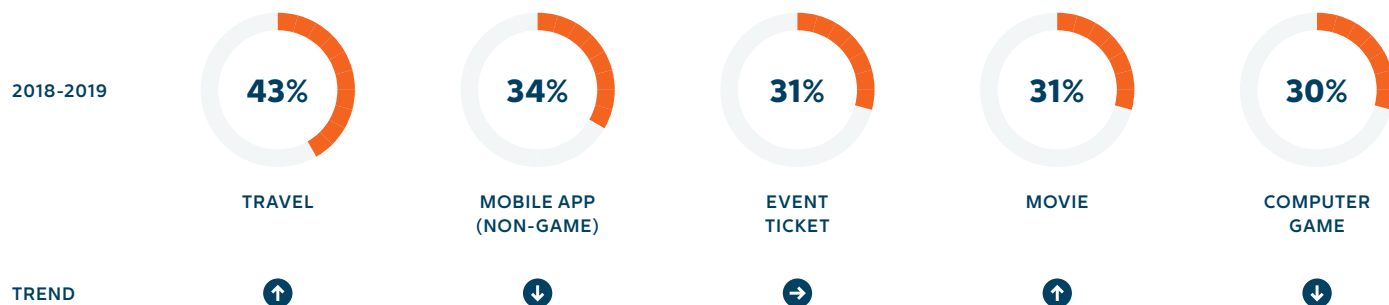 2018-2019
43%
34%
31%
31%
30%
TRAVEL
MOBILE APP
(NON-GAME)
EVENT
TICKET
MOVIE
COMPUTER
GAME
TREND